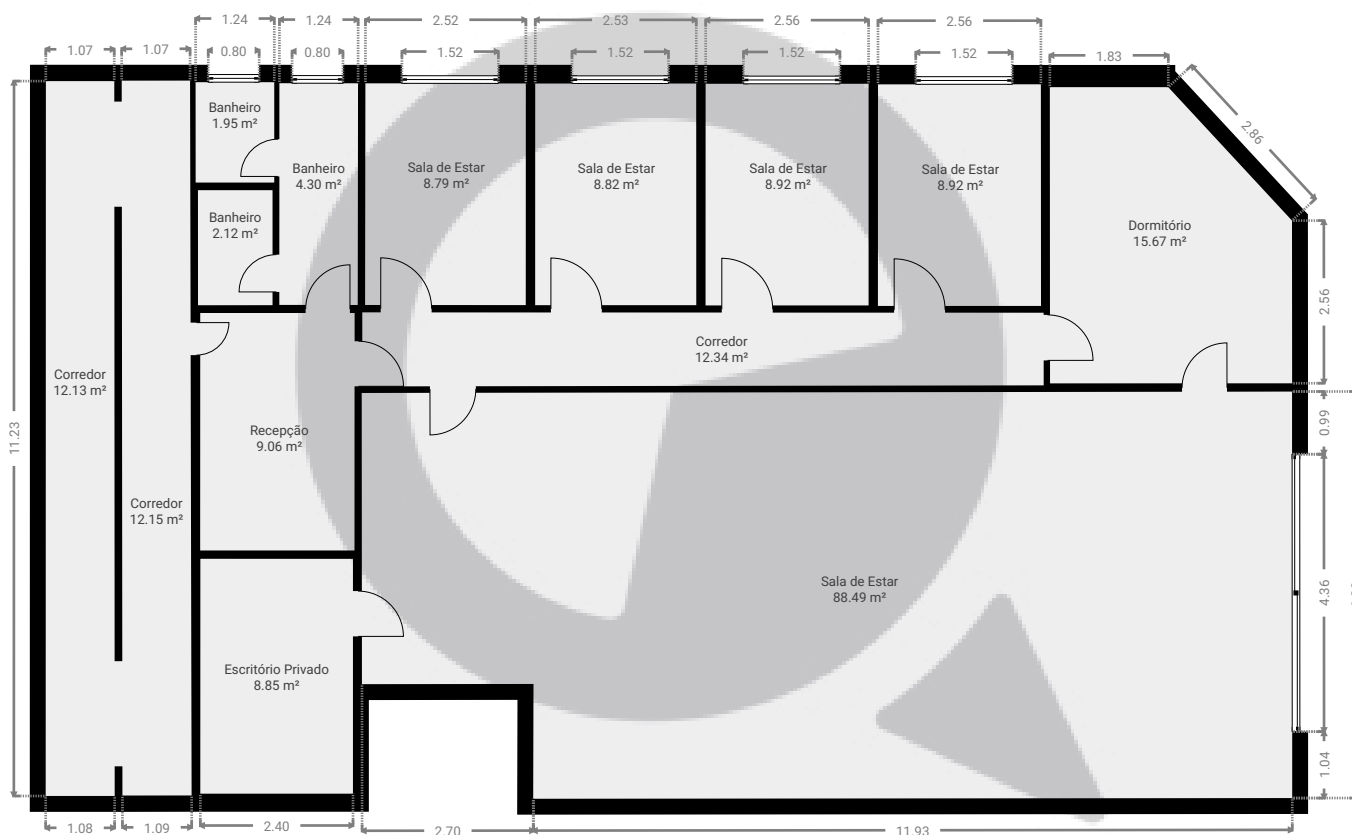 1.24
1.24
2.52
2.53
2.56
2.56
1.07
1.07
0.80
0.80
1.52
1.52
1.52
1.52
1.83
2.86
Banheiro
1.95 m²
Banheiro
4.30 m²
Sala de Estar
8.79 m²
Sala de Estar
8.82 m²
Sala de Estar
8.92 m²
Sala de Estar
8.92 m²
Banheiro
2.12 m²
Dormitório
15.67 m²
2.56
Corredor
12.34 m²
Corredor
12.13 m²
11.23
Recepção
9.06 m²
0.99
Corredor
12.15 m²
Sala de Estar
88.49 m²
4.36
Escritório Privado
8.85 m²
1.04
1.08
1.09
2.40
2.70
11.93